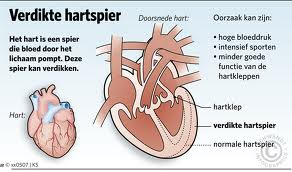 Verdikte hartspier
Het hart is een spier
die bloed door het
lichaam pompt. Deze
spier kan verdikken.
Hart:
Doorsnede hart:
Oorzaak kan zijn:
• hoge bloeddruk
• intensief sporten
• minder goede
functie van de
hartkleppen
hartklep
verdikte hartspier
normale hartspier
© xx0507 | KS